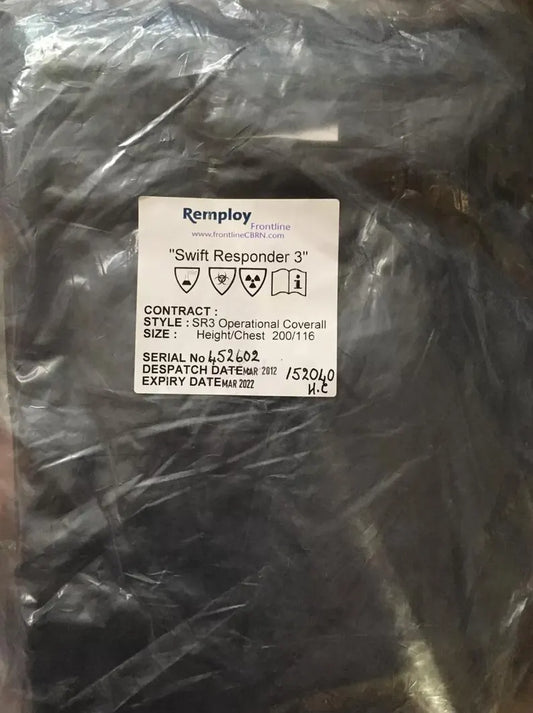 Remploy
Frontline
www.frontlineCBRN.com
"Swift Responder 3"
i
CONTRACT :
STYLE : SR3 Operational Coverall
SIZE : Height/Chest 200/116
SERIAL No 452602
DESPATCH DATE MAR 2012
EXPIRY DATE MAR 2022
152040
H.C